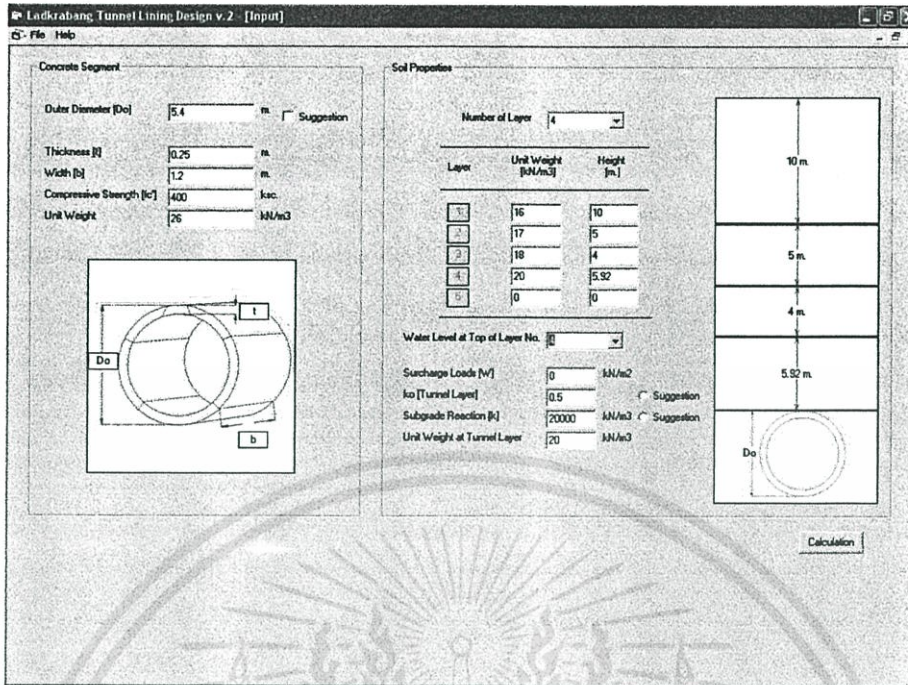 Ladkrabang Tunnel Lining Design v.2 - [Input]
File Help
Concrete Segment
Outer Diemeter [Do] 5.4 m. Suggestion
Thickness [t] 0.25 m.
Width [b] 1.2 m.
Compressive Strength [fc'] 400 ksc.
Unit Weight 26 kN/m3
t
Do
b
Soil Properties
Number of Layer 4
Layer Unit Weight [kN/m3] Height [m.]
1 16 10
2 17 5
3 18 4
4 20 5.92
5 0 0
Water Level at Top of Layer No.
Surcharge Loads [W] 0 kN/m2
ko [Tunnel Layer] 0.5 Suggestion
Subgrade Reaction [k] 20000 kN/m3 Suggestion
Unit Weight at Tunnel Layer 20 kN/m3
10 m.
5 m.
4 m.
5.92 m.
Do
Calculation